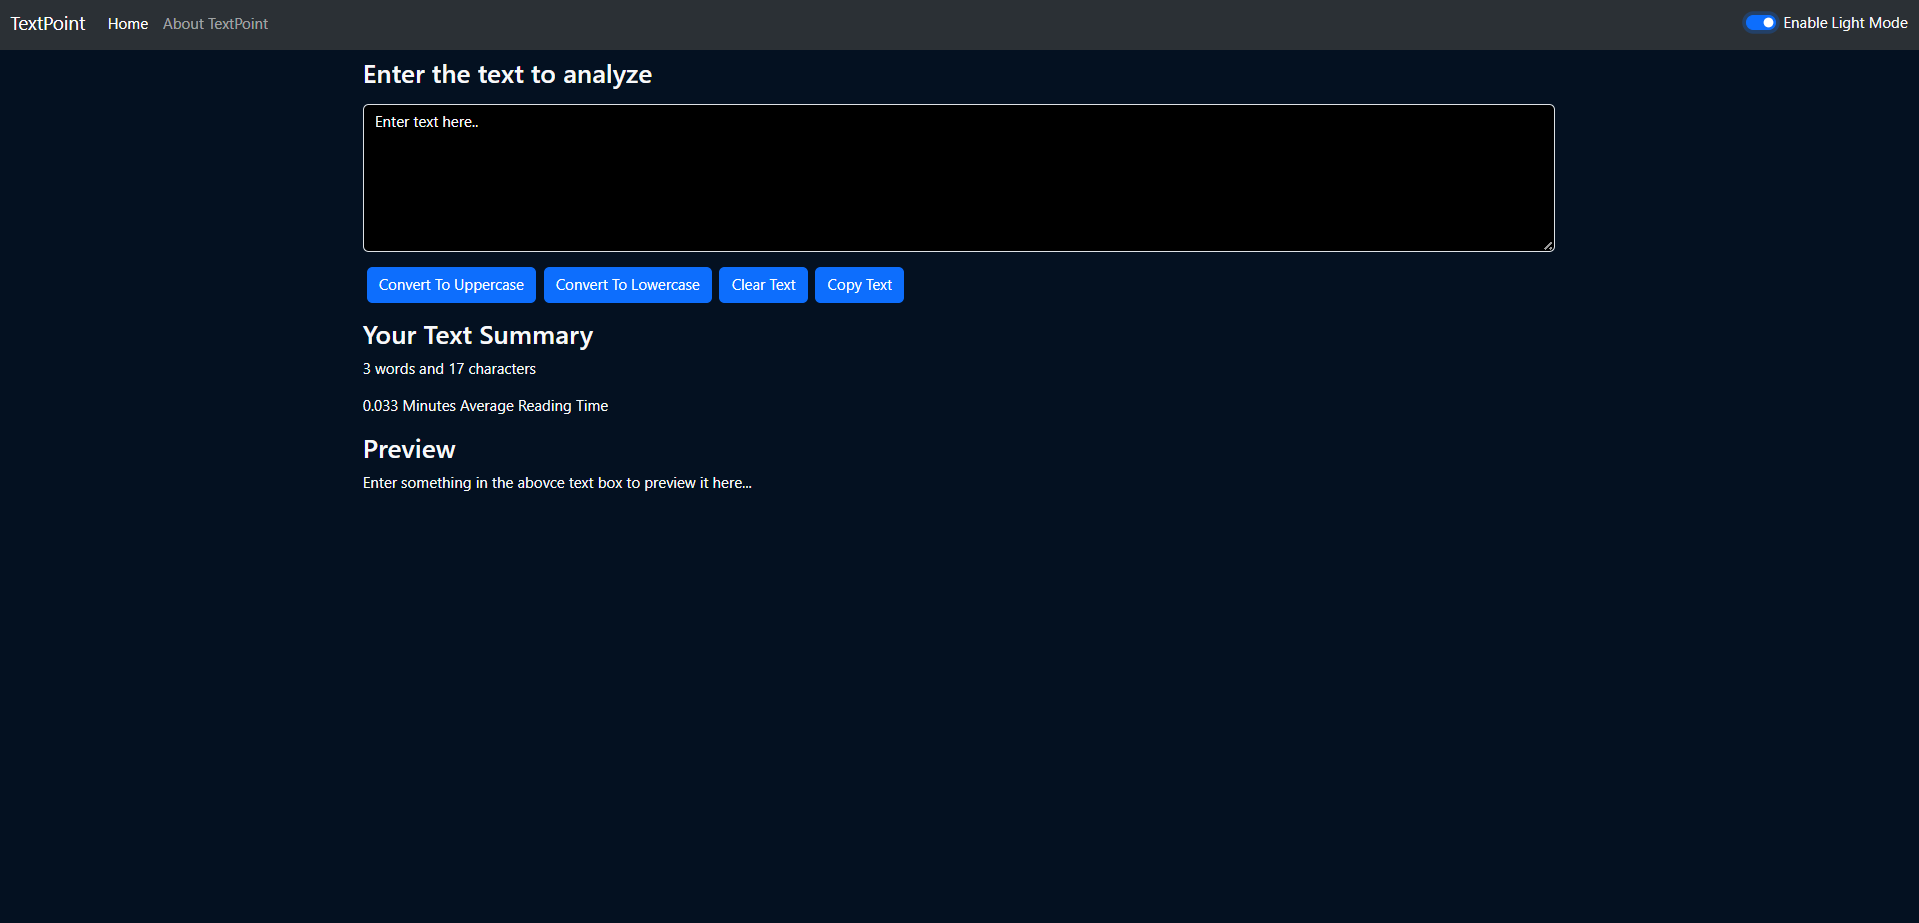 TextPoint Home About TextPoint Enable Light Mode
Enter the text to analyze
Enter text here..
Convert To Uppercase Convert To Lowercase Clear Text Copy Text
Your Text Summary
3 words and 17 characters
0.033 Minutes Average Reading Time
Preview
Enter something in the abovce text box to preview it here...